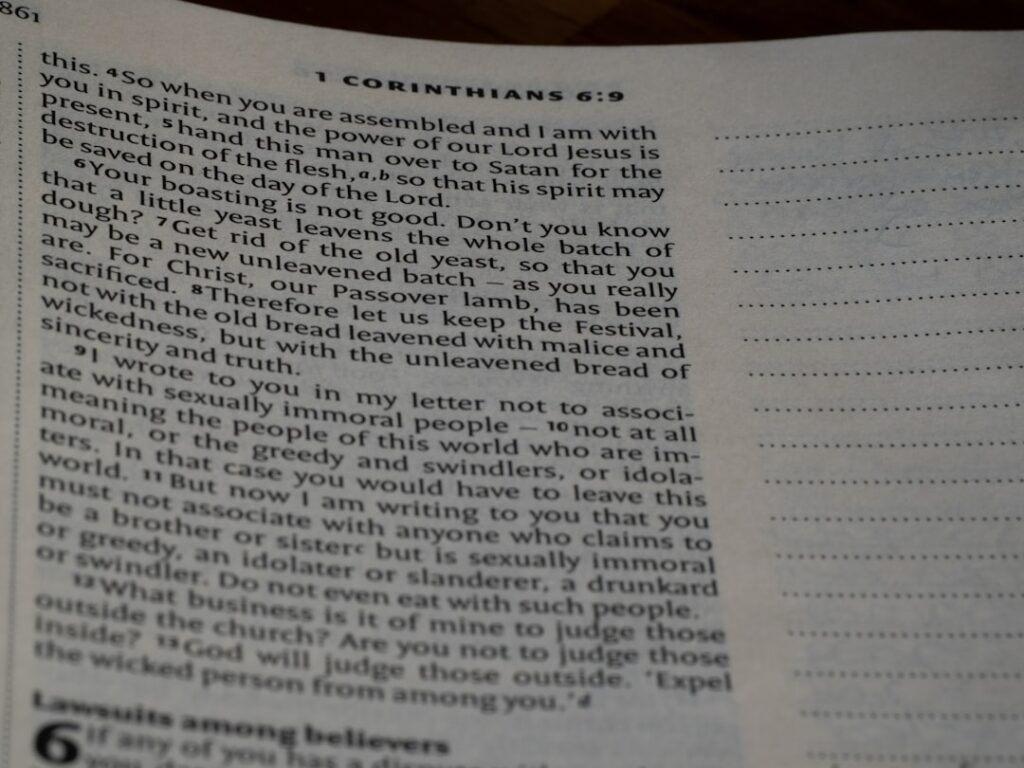 861
1 CORINTHIANS 6:9
this. 4So when you are assembled and I am with
you in spirit, and the power of our Lord Jesus is
present, 5hand this man over to Satan for the
destruction of the flesh,a,b so that his spirit may
be saved on the day of the Lord.
6Your boasting is not good. Don't you know
that a little yeast leavens the whole batch of
dough? 7Get rid of the old yeast, so that you
may be a new unleavened batch – as you really
are. For Christ, our Passover lamb, has been
sacrificed. 8Therefore let us keep the Festival,
not with the old bread leavened with malice and
wickedness, but with the unleavened bread of
sincerity and truth.
9I wrote to you in my letter not to associ-
ate with sexually immoral people – 10not at all
meaning the people of this world who are im-
moral, or the greedy and swindlers, or idola-
ters. In that case you would have to leave this
world. 11But now I am writing to you that you
must not associate with anyone who claims to
be a brother or sisterc but is sexually immoral
or greedy, an idolater or slanderer, a drunkard
or swindler. Do not even eat with such people.
12What business is it of mine to judge those
outside the church? Are you not to judge those
inside? 13God will judge those outside. 'Expel
the wicked person from among you.'d
Lawsuits among believers
6 If any of you has a